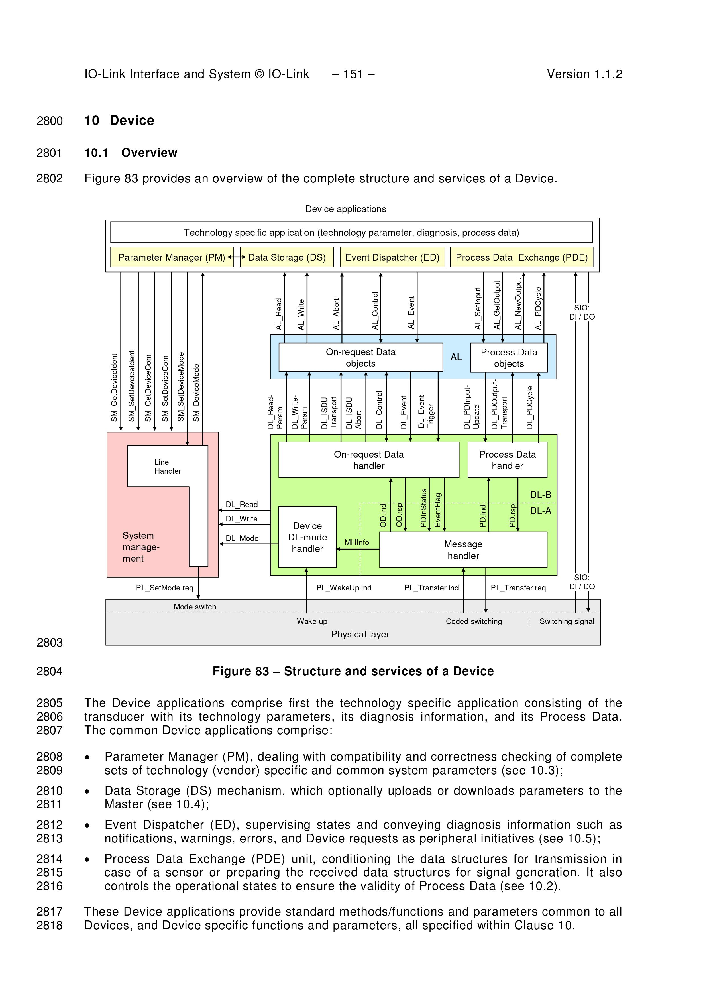 IO-Link Interface and System © IO-Link – 151 – Version 1.1.2
2800 10 Device
2801 10.1 Overview
2802 Figure 83 provides an overview of the complete structure and services of a Device.
Device applications
Technology specific application (technology parameter, diagnosis, process data)
Parameter Manager (PM)
Data Storage (DS)
Event Dispatcher (ED)
Process Data Exchange (PDE)
SM_GetDeviceIdent
SM_SetDevciceIdent
SM_GetDeviceCom
SM_SetDeviceCom
SM_SetDeviceMode
SM_DeviceMode
AL_Read
AL_Write
AL_Abort
AL_Control
AL_Event
AL_SetInput
AL_GetOutput
AL_NewOutput
AL_PDCycle
SIO:
DI / DO
On-request Data
objects
AL
Process Data
objects
DL_Read-
Param
DL_Write-
Param
DL_ISDU-
Transport
DL_ISDU-
Abort
DL_Control
DL_Event
DL_Event-
Trigger
DL_PDInput-
Update
DL_PDOutput-
Transport
DL_PDCycle
Line
Handler
System
manage-
ment
On-request Data
handler
Process Data
handler
OD.ind
OD.rsp
PDInStatus
EventFlag
PD.ind
PD.rsp
DL-B
DL-A
DL_Read
DL_Write
DL_Mode
Device
DL-mode
handler
MHInfo
Message
handler
PL_SetMode.req
PL_WakeUp.ind
PL_Transfer.ind
PL_Transfer.req
SIO:
DI / DO
Mode switch
Wake-up
Coded switching
Switching signal
Physical layer
2803
2804 Figure 83 – Structure and services of a Device
2805 The Device applications comprise first the technology specific application consisting of the
2806 transducer with its technology parameters, its diagnosis information, and its Process Data.
2807 The common Device applications comprise:
2808 • Parameter Manager (PM), dealing with compatibility and correctness checking of complete
2809 sets of technology (vendor) specific and common system parameters (see 10.3);
2810 • Data Storage (DS) mechanism, which optionally uploads or downloads parameters to the
2811 Master (see 10.4);
2812 • Event Dispatcher (ED), supervising states and conveying diagnosis information such as
2813 notifications, warnings, errors, and Device requests as peripheral initiatives (see 10.5);
2814 • Process Data Exchange (PDE) unit, conditioning the data structures for transmission in
2815 case of a sensor or preparing the received data structures for signal generation. It also
2816 controls the operational states to ensure the validity of Process Data (see 10.2).
2817 These Device applications provide standard methods/functions and parameters common to all
2818 Devices, and Device specific functions and parameters, all specified within Clause 10.